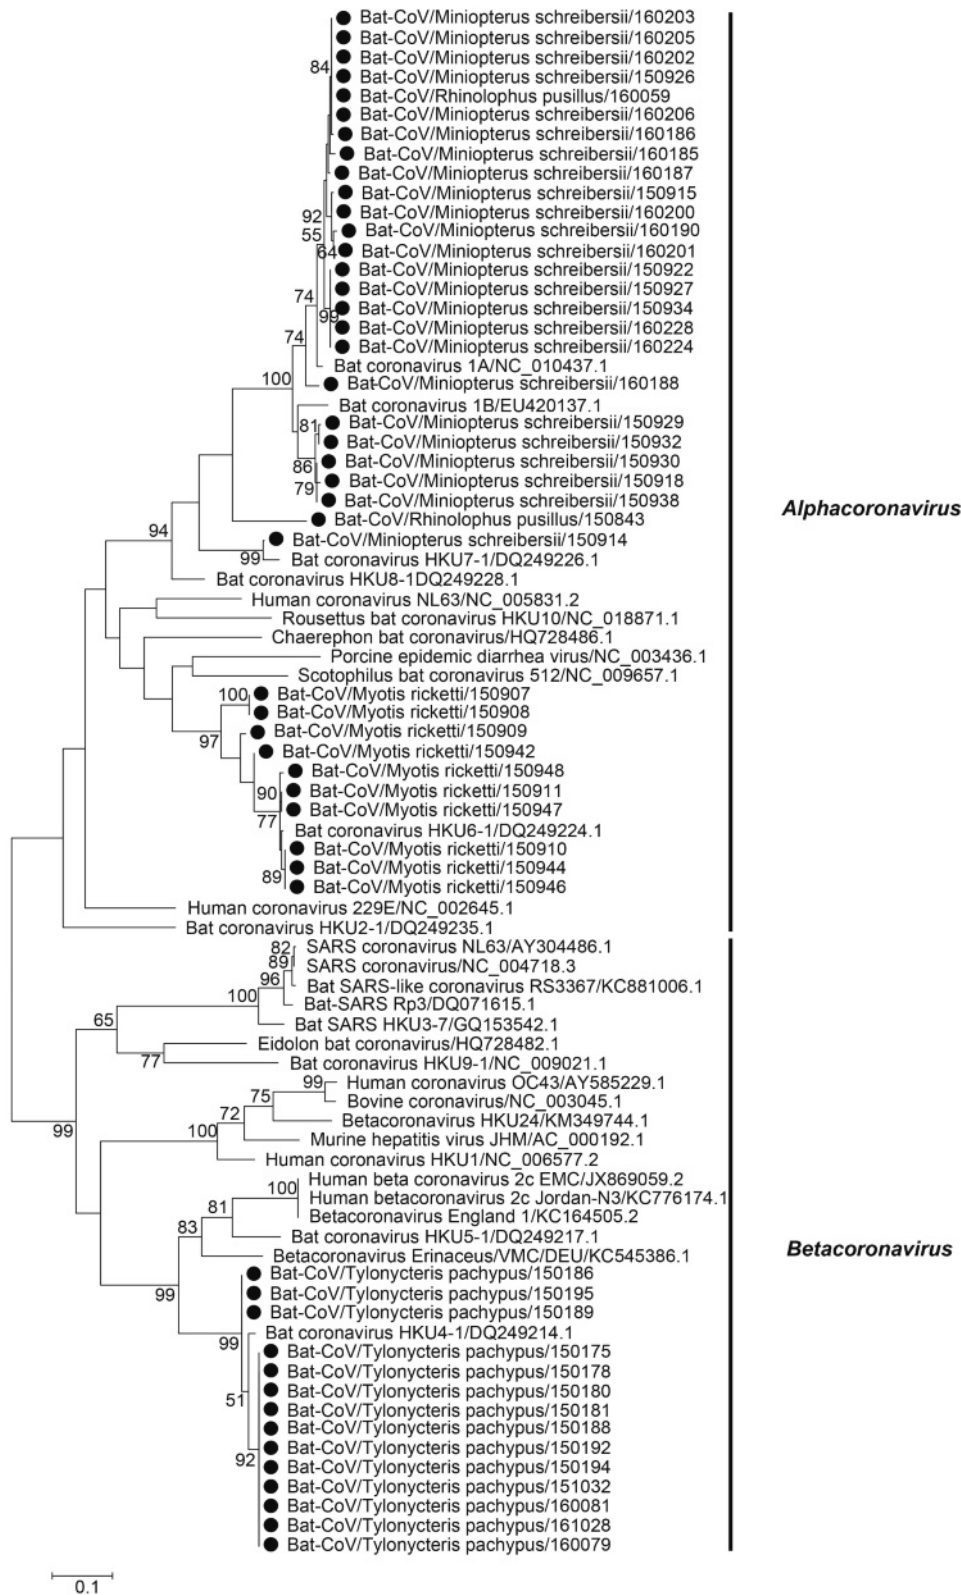 Bat-CoV/Miniopterus schreibersii/160203
Bat-CoV/Miniopterus schreibersii/160205
Bat-CoV/Miniopterus schreibersii/160202
84
Bat-CoV/Miniopterus schreibersii/150926
Bat-CoV/Rhinolophus pusillus/160059
Bat-CoV/Miniopterus schreibersii/160206
Bat-CoV/Miniopterus schreibersii/160186
Bat-CoV/Miniopterus schreibersii/160185
Bat-CoV/Miniopterus schreibersii/160187
Bat-CoV/Miniopterus schreibersii/150915
92
Bat-CoV/Miniopterus schreibersii/160200
55
Bat-CoV/Miniopterus schreibersii/160190
64
Bat-CoV/Miniopterus schreibersii/160201
Bat-CoV/Miniopterus schreibersii/150922
Bat-CoV/Miniopterus schreibersii/150927
74
99
Bat-CoV/Miniopterus schreibersii/150934
Bat-CoV/Miniopterus schreibersii/160228
74
Bat-CoV/Miniopterus schreibersii/160224
Bat coronavirus 1A/NC_010437.1
100
Bat-CoV/Miniopterus schreibersii/160188
Bat coronavirus 1B/EU420137.1
81
Bat-CoV/Miniopterus schreibersii/150929
Bat-CoV/Miniopterus schreibersii/150932
86
Bat-CoV/Miniopterus schreibersii/150930
79
Bat-CoV/Miniopterus schreibersii/150918
Bat-CoV/Miniopterus schreibersii/150938
Alphacoronavirus
Bat-CoV/Rhinolophus pusillus/150843
94
Bat-CoV/Miniopterus schreibersii/150914
99
Bat coronavirus HKU7-1/DQ249226.1
Bat coronavirus HKU8-1DQ249228.1
Human coronavirus NL63/NC_005831.2
Rousettus bat coronavirus HKU10/NC_018871.1
Chaerephon bat coronavirus/HQ728486.1
Porcine epidemic diarrhea virus/NC_003436.1
Scotophilus bat coronavirus 512/NC_009657.1
100
Bat-CoV/Myotis ricketti/150907
Bat-CoV/Myotis ricketti/150908
97
Bat-CoV/Myotis ricketti/150909
Bat-CoV/Myotis ricketti/150942
Bat-CoV/Myotis ricketti/150948
90
Bat-CoV/Myotis ricketti/150911
77
Bat-CoV/Myotis ricketti/150947
Bat coronavirus HKU6-1/DQ249224.1
Bat-CoV/Myotis ricketti/150910
89
Bat-CoV/Myotis ricketti/150944
Bat-CoV/Myotis ricketti/150946
Human coronavirus 229E/NC_002645.1
Bat coronavirus HKU2-1/DQ249235.1
82
SARS coronavirus NL63/AY304486.1
89
SARS coronavirus/NC_004718.3
96
Bat SARS-like coronavirus RS3367/KC881006.1
100
Bat-SARS Rp3/DQ071615.1
65
Bat SARS HKU3-7/GQ153542.1
Eidolon bat coronavirus/HQ728482.1
77
Bat coronavirus HKU9-1/NC_009021.1
99
Human coronavirus OC43/AY585229.1
75
Bovine coronavirus/NC_003045.1
72
Betacoronavirus HKU24/KM349744.1
99
100
Murine hepatitis virus JHM/AC_000192.1
Human coronavirus HKU1/NC_006577.2
Human beta coronavirus 2c EMC/JX869059.2
100
Human betacoronavirus 2c Jordan-N3/KC776174.1
81
Betacoronavirus England 1/KC164505.2
83
Bat coronavirus HKU5-1/DQ249217.1
Betacoronavirus
Betacoronavirus Erinaceus/VMC/DEU/KC545386.1
99
Bat-CoV/Tylonycteris pachypus/150186
Bat-CoV/Tylonycteris pachypus/150195
Bat-CoV/Tylonycteris pachypus/150189
99
Bat coronavirus HKU4-1/DQ249214.1
Bat-CoV/Tylonycteris pachypus/150175
Bat-CoV/Tylonycteris pachypus/150178
51
Bat-CoV/Tylonycteris pachypus/150180
Bat-CoV/Tylonycteris pachypus/150181
Bat-CoV/Tylonycteris pachypus/150188
92
Bat-CoV/Tylonycteris pachypus/150192
Bat-CoV/Tylonycteris pachypus/150194
Bat-CoV/Tylonycteris pachypus/151032
Bat-CoV/Tylonycteris pachypus/160081
Bat-CoV/Tylonycteris pachypus/161028
Bat-CoV/Tylonycteris pachypus/160079
0.1